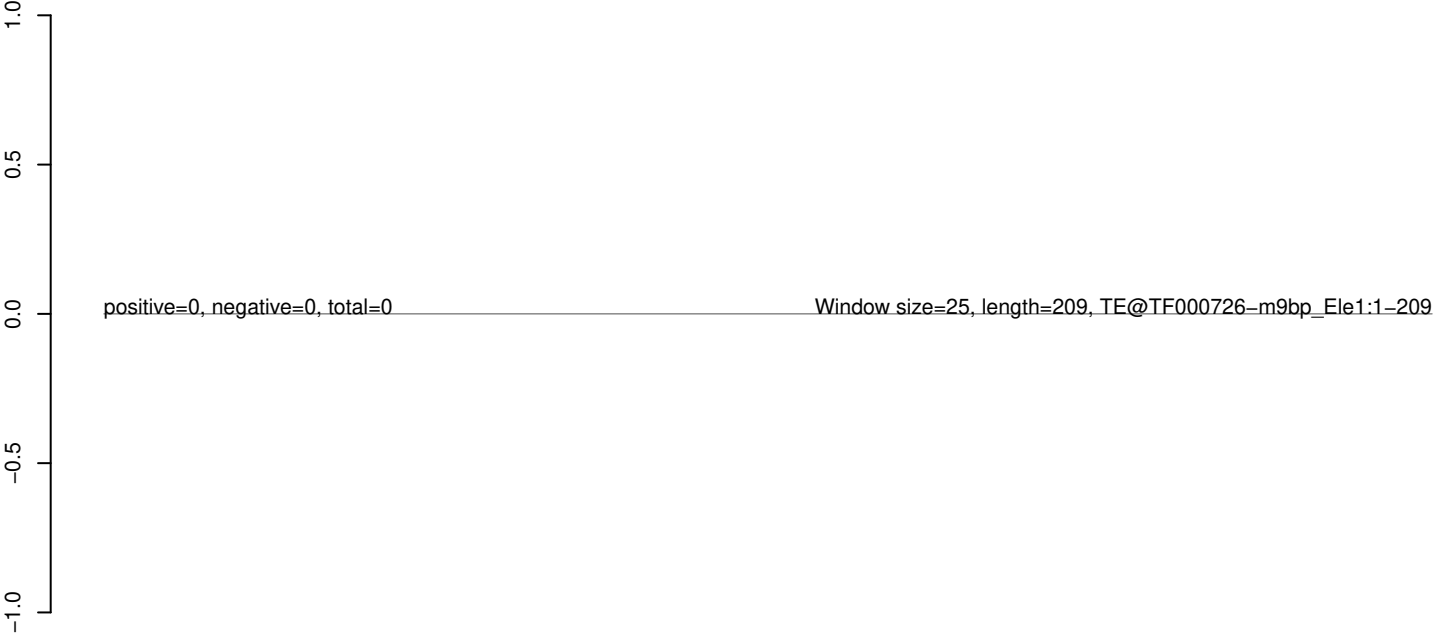 1.0
0.5
0.0
−0.5
−1.0
positive=0, negative=0, total=0
Window size=25, length=209, TE@TF000726−m9bp_Ele1:1−209